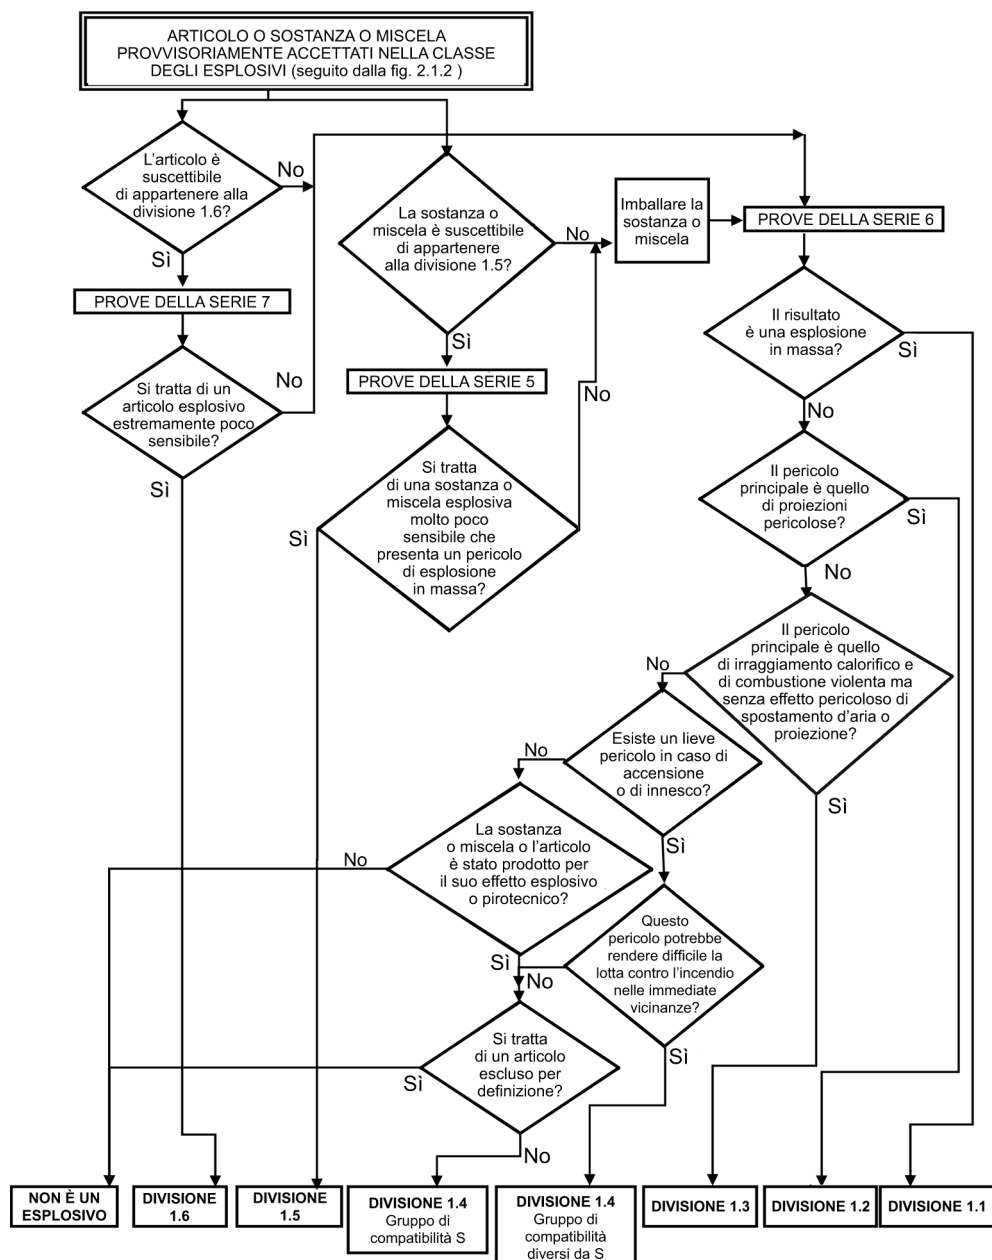 ARTICOLO O SOSTANZA O MISCELA
PROVVISORIAMENTE ACCETTATI NELLA CLASSE
DEGLI ESPLOSIVI (seguito dalla fig. 2.1.2 )
L'articolo è
suscettibile
di appartenere alla
divisione 1.6?
No
Sì
PROVE DELLA SERIE 7
Si tratta di un
articolo esplosivo
estremamente poco
sensibile?
No
Sì
La sostanza o
miscela è suscettibile
di appartenere
alla divisione 1.5?
No
Sì
PROVE DELLA SERIE 5
Si tratta
di una sostanza o
miscela esplosiva
molto poco
sensibile che
presenta un pericolo
di esplosione
in massa?
No
Sì
Imballare la
sostanza o
miscela
PROVE DELLA SERIE 6
Il risultato
è una esplosione
in massa?
Sì
No
Il pericolo
principale è quello
di proiezioni
pericolose?
Sì
No
Il pericolo
principale è quello
di irraggiamento calorifico e
di combustione violenta ma
senza effetto pericoloso di
spostamento d'aria o
proiezione?
No
Sì
Esiste un lieve
pericolo in caso di
accensione
o di innesco?
No
Sì
La sostanza
o miscela o l'articolo
è stato prodotto per
il suo effetto esplosivo
o pirotecnico?
No
Sì
Questo
pericolo potrebbe
rendere difficile la
lotta contro l'incendio
nelle immediate
vicinanze?
No
Sì
Si tratta
di un articolo
escluso per
definizione?
Sì
No
NON È UN
ESPLOSIVO
DIVISIONE
1.6
DIVISIONE
1.5
DIVISIONE 1.4
Gruppo di
compatibilità S
DIVISIONE 1.4
Gruppo di
compatibilità
diversi da S
DIVISIONE 1.3
DIVISIONE 1.2
DIVISIONE 1.1